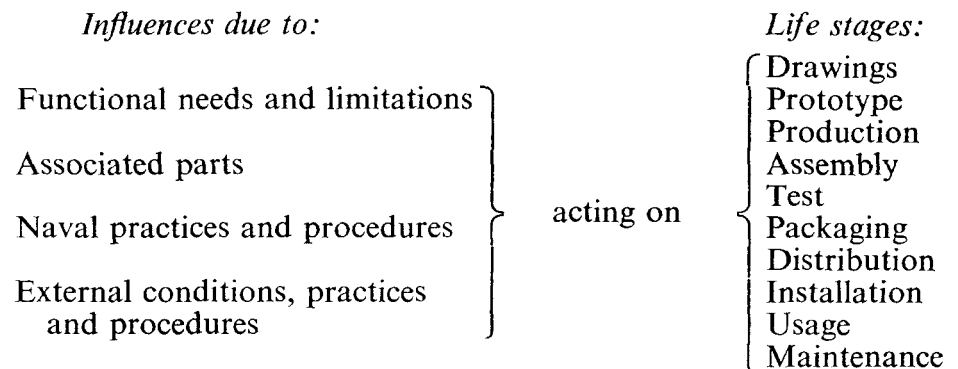 Influences due to:
Functional needs and limitations
Associated parts
Naval practices and procedures
External conditions, practices
and procedures
acting on
Life stages:
Drawings
Prototype
Production
Assembly
Test
Packaging
Distribution
Installation
Usage
Maintenance